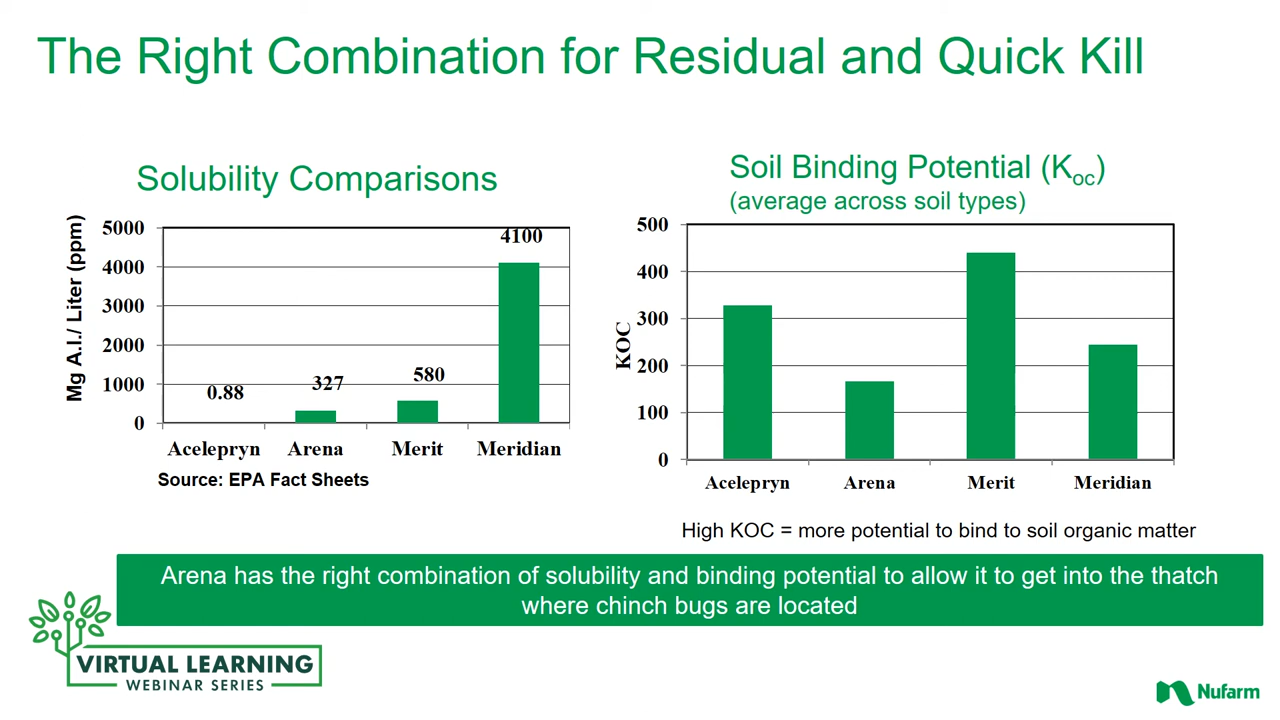 The Right Combination for Residual and Quick Kill
Solubility Comparisons
Mg A.I./ Liter (ppm)
5000
4000
3000
2000
1000
0
0.88
327
580
4100
Acelepryn Arena Merit Meridian
Source: EPA Fact Sheets
Soil Binding Potential (Koc)
(average across soil types)
KOC
500
400
300
200
100
0
Acelepryn Arena Merit Meridian
High KOC = more potential to bind to soil organic matter
Arena has the right combination of solubility and binding potential to allow it to get into the thatch
where chinch bugs are located
VIRTUAL LEARNING
WEBINAR SERIES
Nufarm